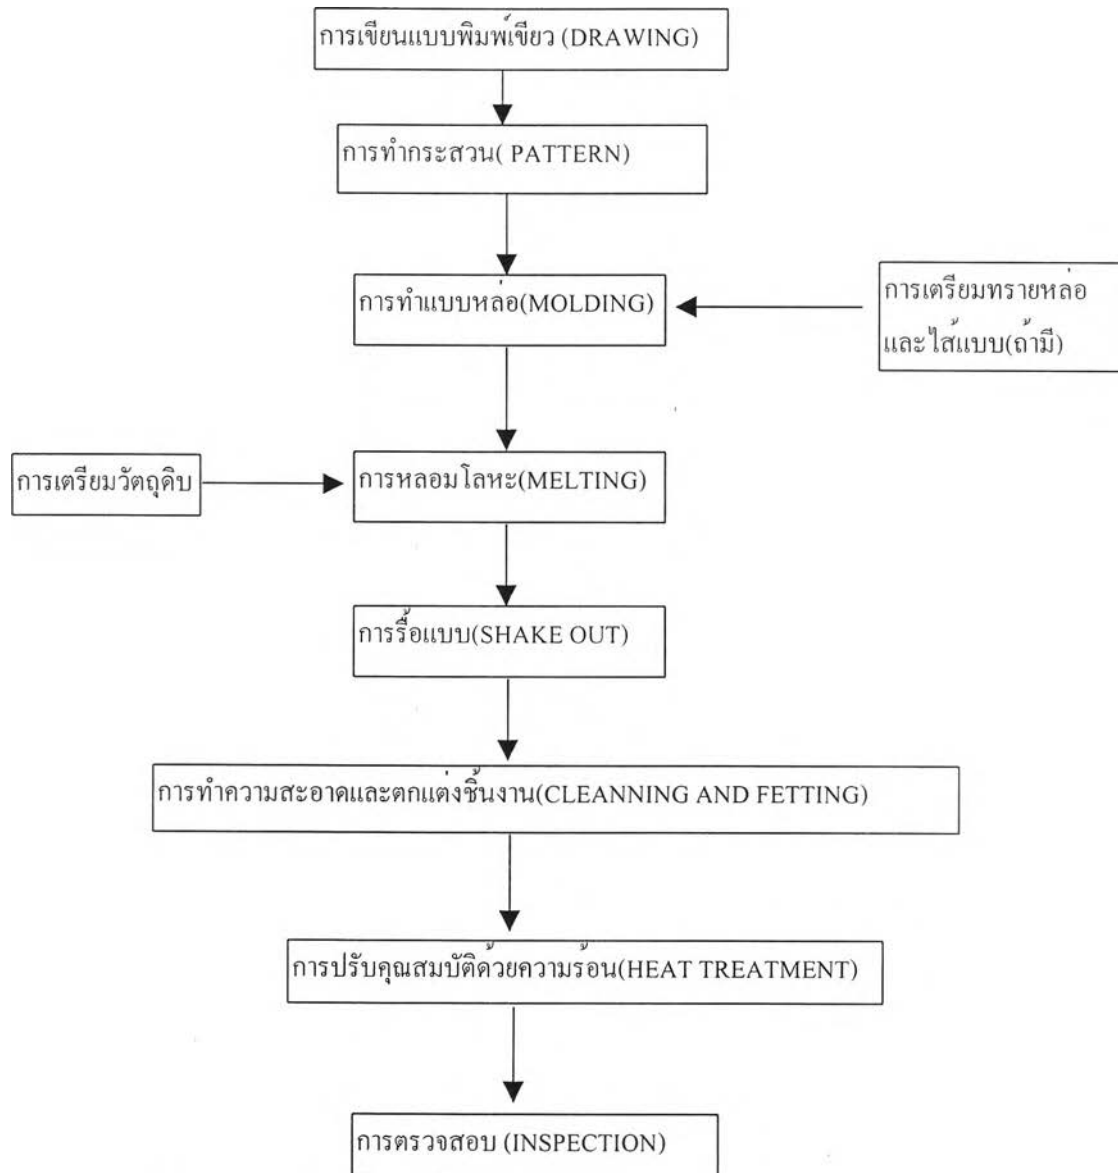 การเขียนแบบพิมพ์เขียว (DRAWING)
การทำกระสวน( PATTERN)
การทำแบบหล่อ(MOLDING)
การเตรียมทรายหล่อ
และไส้แบบ(ถ้ามี)
การเตรียมวัตถุดิบ
การหลอมโลหะ(MELTING)
การรื้อแบบ(SHAKE OUT)
การทำความสะอาดและตกแต่งชิ้นงาน(CLEANNING AND FETTING)
การปรับคุณสมบัติด้วยความร้อน(HEAT TREATMENT)
การตรวจสอบ (INSPECTION)